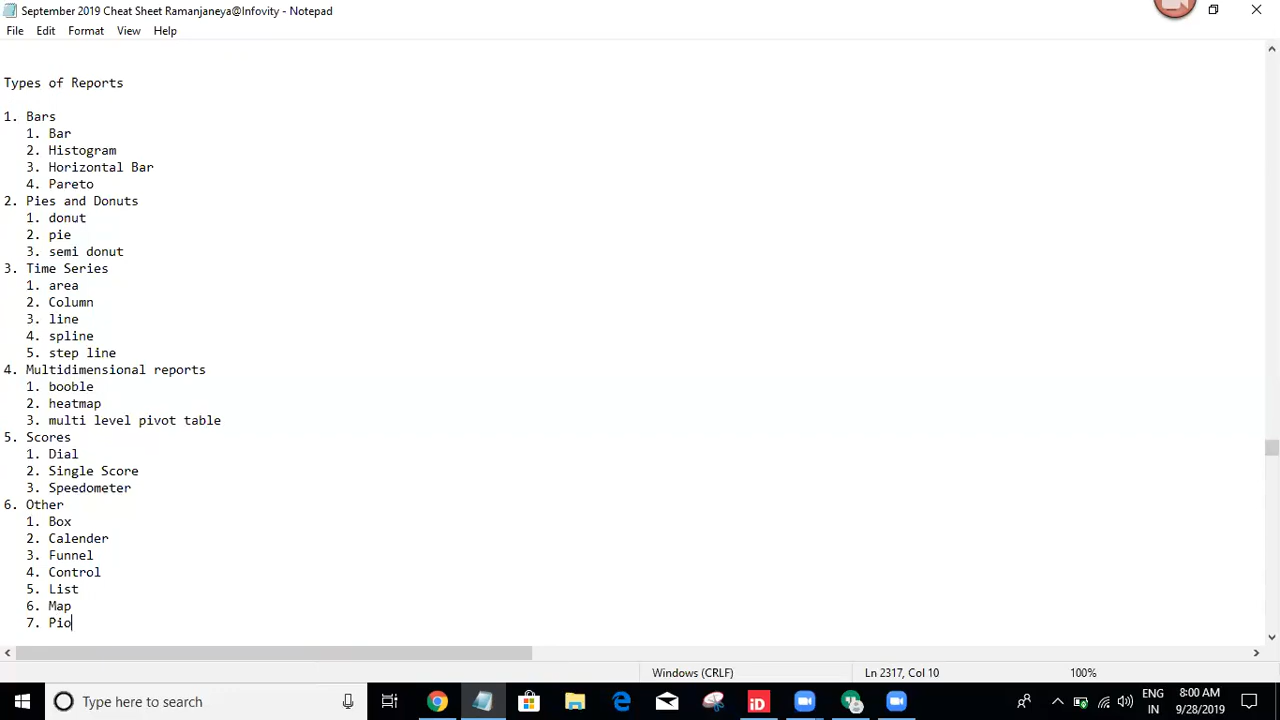 September 2019 Cheat Sheet Ramanjaneya@Infovity - Notepad
File Edit Format View Help
Types of Reports
1. Bars
1. Bar
2. Histogram
3. Horizontal Bar
4. Pareto
2. Pies and Donuts
1. donut
2. pie
3. semi donut
3. Time Series
1. area
2. Column
3. line
4. spline
5. step line
4. Multidimensional reports
1. booble
2. heatmap
3. multi level pivot table
5. Scores
1. Dial
2. Single Score
3. Speedometer
6. Other
1. Box
2. Calender
3. Funnel
4. Control
5. List
6. Map
7. Pio
Windows (CRLF) Ln 2317, Col 10 100%
Type here to search
iD
ENG
IN
8:00 AM
9/28/2019